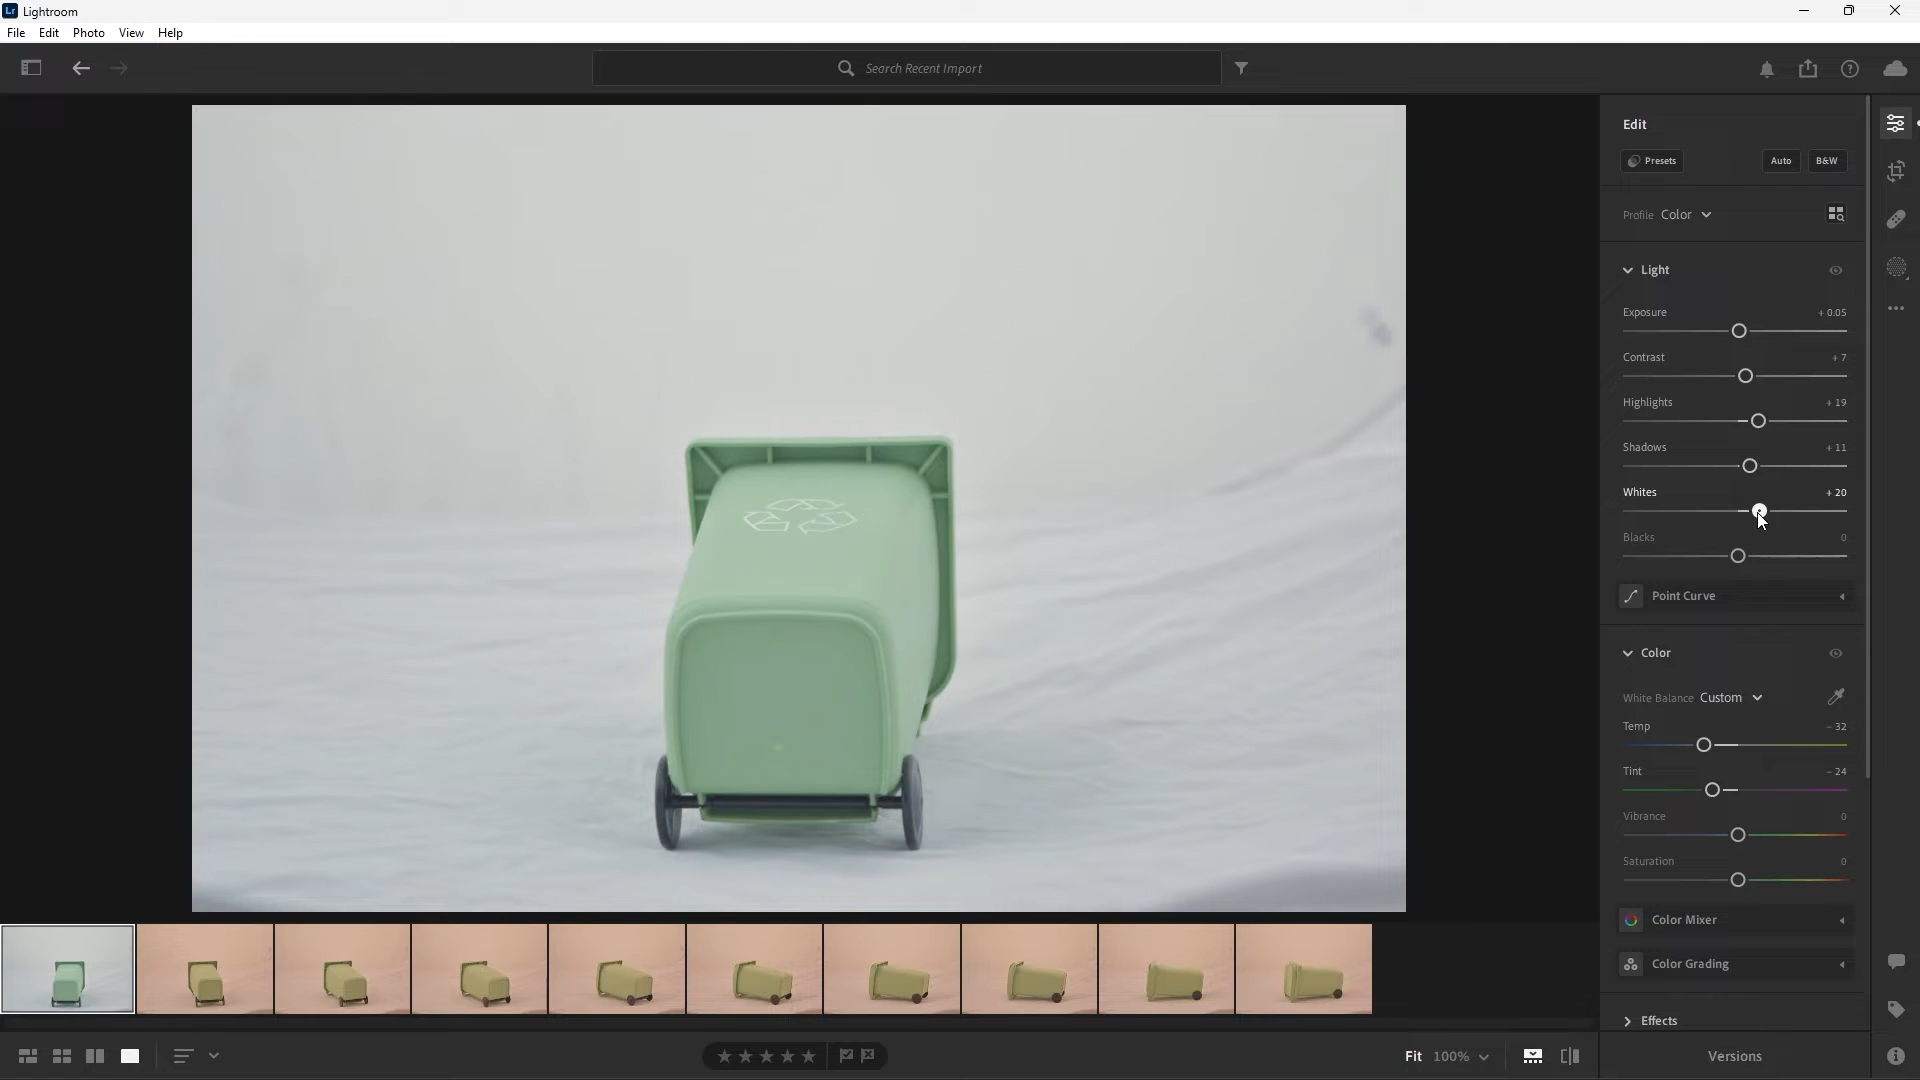 Lr Lightroom
File Edit Photo View Help
Search Recent Import
Edit
Presets Auto B&W
Profile Color
Light
Exposure + 0.05
Contrast + 7
Highlights + 19
Shadows + 11
Whites + 20
Blacks 0
Point Curve
Color
White Balance Custom
Temp - 32
Tint - 24
Vibrance 0
Saturation 0
Color Mixer
Color Grading
Effects
Fit 100% Versions